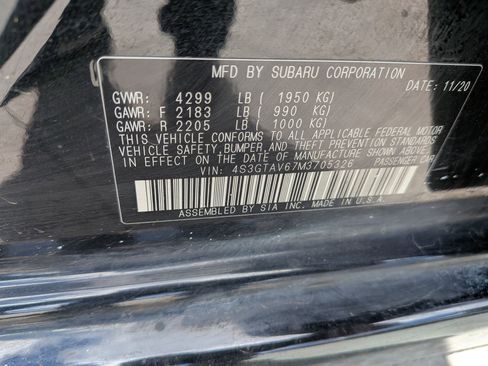 MFD BY SUBARU CORPORATION
DATE: 11/20
GVWR: 4299 LB ( 1950 KG)
GAWR: F 2183 LB ( 990 KG)
GAWR: R 2205 LB ( 1000 KG)
THIS VEHICLE CONFORMS TO ALL APPLICABLE FEDERAL MOTOR
VEHICLE SAFETY, BUMPER, AND THEFT PREVENTION STANDARDS
IN EFFECT ON THE DATE OF MANUFACTURE SHOWN ABOVE.
VIN: 4S3GTAV67M3705326 PASSENGER CAR
ASSEMBLED BY SIA INC. MADE IN U.S.A.